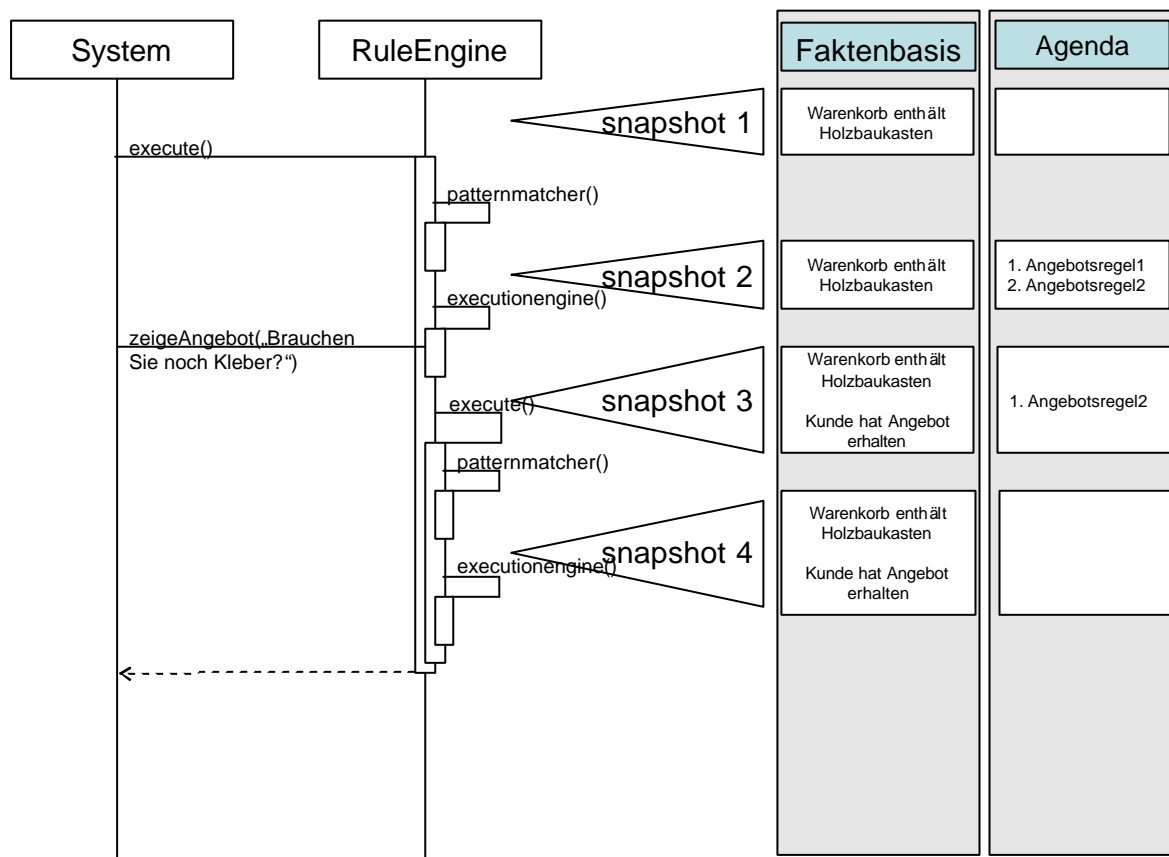 System
RuleEngine
Faktenbasis
Agenda
snapshot 1
Warenkorb enthält
Holzbaukasten
execute()
patternmatcher()
snapshot 2
Warenkorb enthält
Holzbaukasten
1. Angebotsregel1
2. Angebotsregel2
executionengine()
zeigeAngebot(„Brauchen
Sie noch Kleber?“)
snapshot 3
Warenkorb enthält
Holzbaukasten
Kunde hat Angebot
erhalten
1. Angebotsregel2
execute()
patternmatcher()
snapshot 4
Warenkorb enthält
Holzbaukasten
Kunde hat Angebot
erhalten
executionengine()